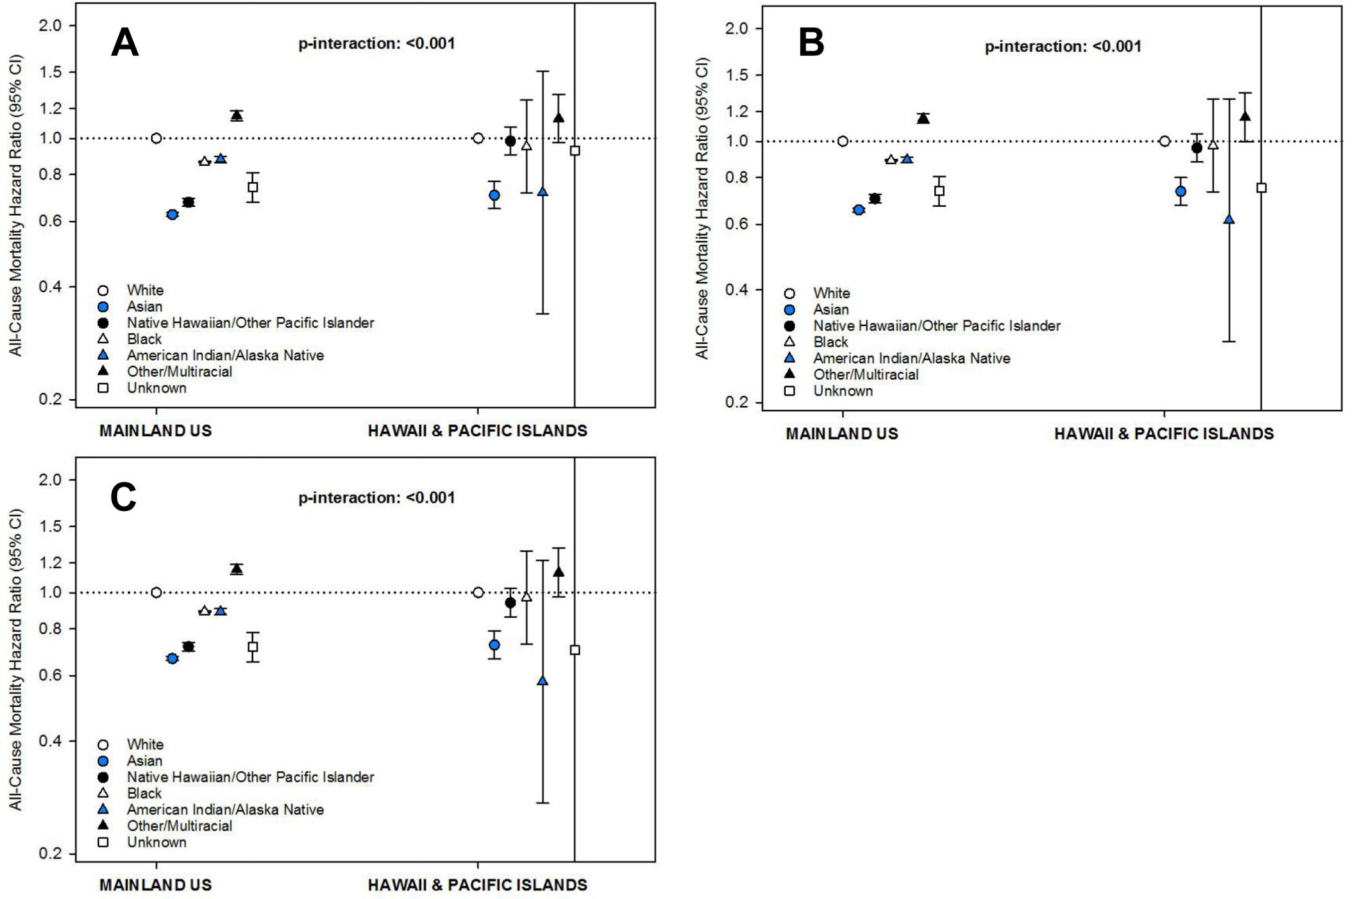 A
p-interaction: <0.001
All-Cause Mortality Hazard Ratio (95% CI)
2.0
1.5
1.2
1.0
0.8
0.6
0.4
0.2
White
Asian
Native Hawaiian/Other Pacific Islander
Black
American Indian/Alaska Native
Other/Multiracial
Unknown
MAINLAND US
HAWAII & PACIFIC ISLANDS
B
p-interaction: <0.001
All-Cause Mortality Hazard Ratio (95% CI)
2.0
1.5
1.2
1.0
0.8
0.6
0.4
0.2
White
Asian
Native Hawaiian/Other Pacific Islander
Black
American Indian/Alaska Native
Other/Multiracial
Unknown
MAINLAND US
HAWAII & PACIFIC ISLANDS
C
p-interaction: <0.001
All-Cause Mortality Hazard Ratio (95% CI)
2.0
1.5
1.2
1.0
0.8
0.6
0.4
0.2
White
Asian
Native Hawaiian/Other Pacific Islander
Black
American Indian/Alaska Native
Other/Multiracial
Unknown
MAINLAND US
HAWAII & PACIFIC ISLANDS